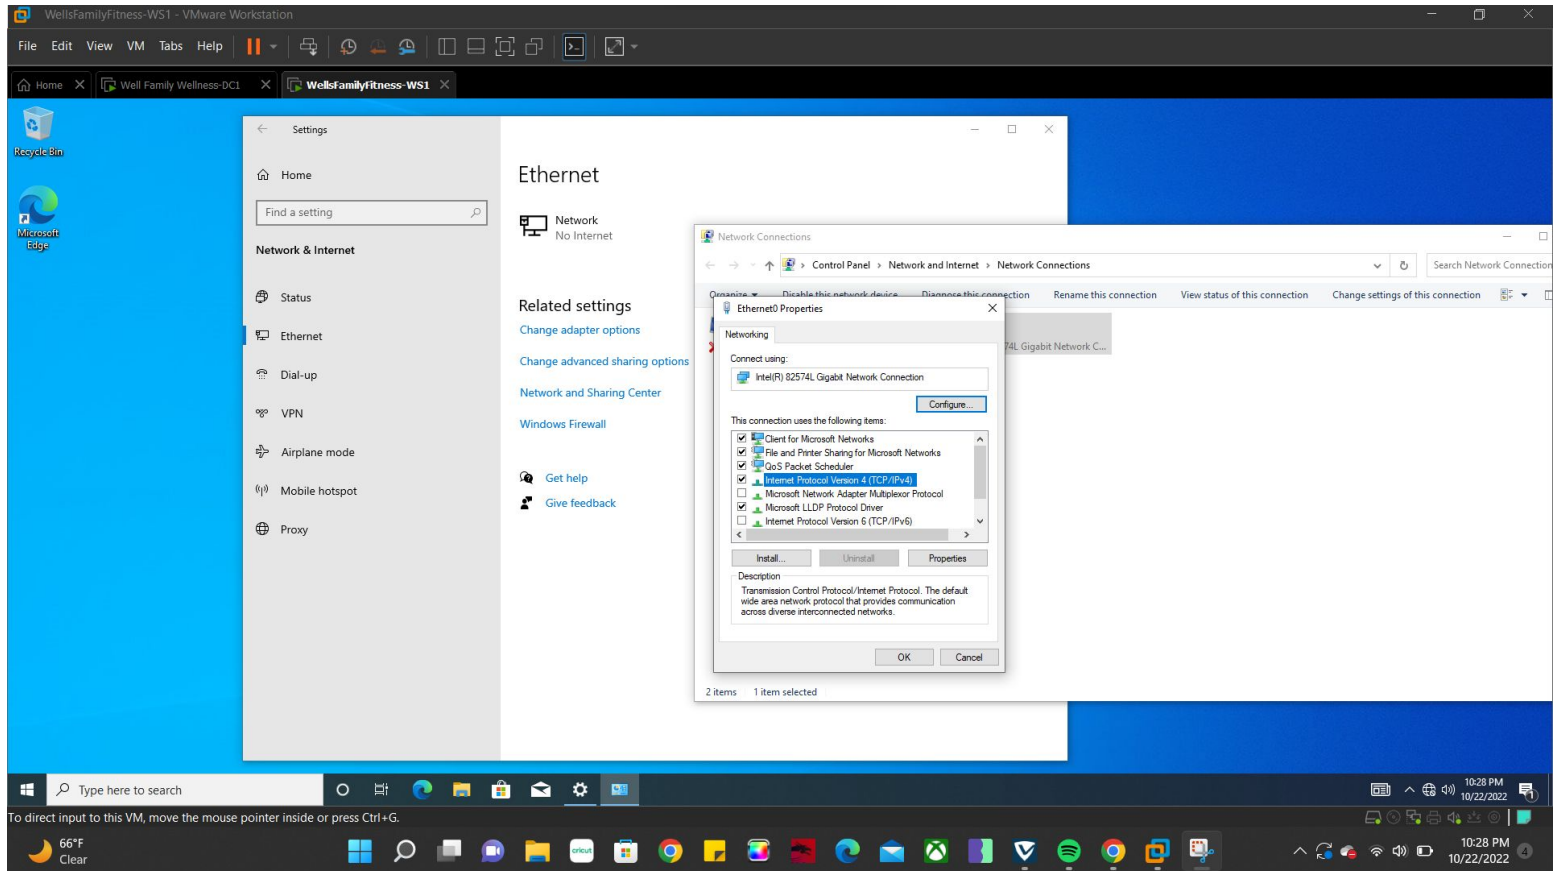 WellsFamilyFitness-WS1 - VMware Workstation
File Edit View VM Tabs Help
Home
Well Family Wellness-DC1
WellsFamilyFitness-WS1
Recycle Bin
Microsoft
Edge
Settings
Home
Find a setting
Network & Internet
Status
Ethernet
Dial-up
VPN
Airplane mode
Mobile hotspot
Proxy
Ethernet
Network
No Internet
Related settings
Change adapter options
Change advanced sharing options
Network and Sharing Center
Windows Firewall
Get help
Give feedback
Network Connections
Control Panel > Network and Internet > Network Connections
Search Network Connection
Organize Disable this network device Diagnose this connection Rename this connection View status of this connection Change settings of this connection
74L Gigabit Network C...
Ethernet0 Properties
Networking
Connect using:
Intel(R) 82574L Gigabit Network Connection
Configure...
This connection uses the following items:
Client for Microsoft Networks
File and Printer Sharing for Microsoft Networks
QoS Packet Scheduler
Internet Protocol Version 4 (TCP/IPv4)
Microsoft Network Adapter Multiplexor Protocol
Microsoft LLDP Protocol Driver
Internet Protocol Version 6 (TCP/IPv6)
Install... Uninstall Properties
Description
Transmission Control Protocol/Internet Protocol. The default
wide area network protocol that provides communication
across diverse interconnected networks.
OK Cancel
2 items 1 item selected
Type here to search
10:28 PM
10/22/2022
To direct input to this VM, move the mouse pointer inside or press Ctrl+G.
66°F
Clear
cricut
10:28 PM
10/22/2022
4